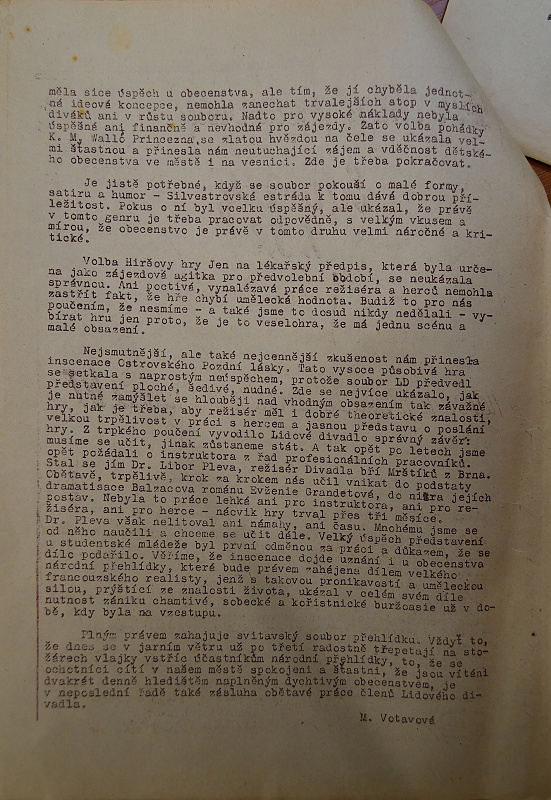 měla sice úspěch u obecenstva, ale tím, že jí chyběla jednot-
ná ideová koncepce, nemohla zanechat trvalejších stop v myslích
diváků ani v růstu souboru. Nadto pro vysoké náklady nebyla
úspěšná ani finančně a nevhodná pro zájezdy. Zato volba pohádky
K. M. Walló Princezna se zlatou hvězdou na čele se ukázala vel-
mi šťastnou a přinesla nám neutuchající zájem a vděčnost dětské-
ho obecenstva ve městě i na vesnici. Zde je třeba pokračovat.
Je jistě potřebné, když se soubor pokouší o malé formy,
satiru a humor - Silvestrovská estráda k tomu dává dobrou pří-
ležitost. Pokus o ní byl vcelku úspěšný, ale ukázal, že právě
v tomto genru je třeba pracovat odpovědně, s velkým vkusem a
mírou, že obecenstvo je právě v tomto druhu velmi náročné a kri-
tické.
Volba Hiršovy hry Jen na lékařský předpis, která byla urče-
na jako zájezdová agitka pro předvolební období, se neukázala
správnou. Ani poctivá, vynalézavá práce režiséra a herců nemohla
zastřít fakt, že hře chybí umělecká hodnota. Budiž to pro nás
poučením, že nesmíme - a také jsme to dosud nikdy nedělali - vy-
bírat hru jen proto, že je to veselohra, že má jednu scénu a
malé obsazení.
Nejsmutnější, ale také nejcennější zkušenost nám přinesla
inscenace Ostrovského Pozdní lásky. Tato vysoce působivá hra
se setkala s naprostým neúspěchem, protože soubor LD předvedl
představení ploché, šedivé, nudné. Zde se nejvíce ukázalo, jak
je nutné zamýšlet se hlouběji nad vhodným obsazením tak závažné
hry, jak je třeba, aby režisér měl i dobré theoretické znalosti,
velkou trpělivost v práci s hercem a jasnou představu o poslání
hry. Z trpkého poučení vyvodilo Lidové divadlo správný závěr:
musíme se učit, jinak zůstaneme stát. A tak opět po letech jsme
opět požádali o instruktora z řad profesionálních pracovníků.
Stal se jím Dr. Libor Pleva, režisér Divadla bří Mrštíků z Brna.
Obětavě, trpělivě, krok za krokem nás učil vnikat do podstaty
dramatisace Balzacova románu Evženie Grandetová, do nitra jejích
postav. Nebyla to práce lehká ani pro instruktora, ani pro re-
žiséra, ani pro herce - nácvik hry trval přes tři měsíce.
Dr. Pleva však nelitoval ani námahy, ani času. Mnohému jsme se
od něho naučili a chceme se učit dále. Velký úspěch představení
u studentské mládeže byl první odměnou za práci a důkazem, že se
dílo podařilo. Věříme, že inscenace dojde uznání i u obecenstva
národní přehlídky, která bude právem zahájena dílem velkého
francouzského realisty, jenž s takovou pronikavostí a uměleckou
silou, prýštící ze znalosti života, ukázal v celém svém díle
nutnost zániku chamtivé, sobecké a kořistnické buržoasie už v do-
bě, kdy byla na vzestupu.
Plným právem zahajuje svitavský soubor přehlídku. Vždyť to,
že dnes se v jarním větru už po třetí radostně třepetají na sto-
žárech vlajky vstříc účastníkům národní přehlídky, to, že se
ochotníci cítí v našem městě spokojeni a šťastni, že jsou vítáni
dvakrát denně hledištěm naplněným dychtivým obecenstvem, je
v neposlední řadě také zásluha obětavé práce členů Lidového di-
vadla.
M. Votavová